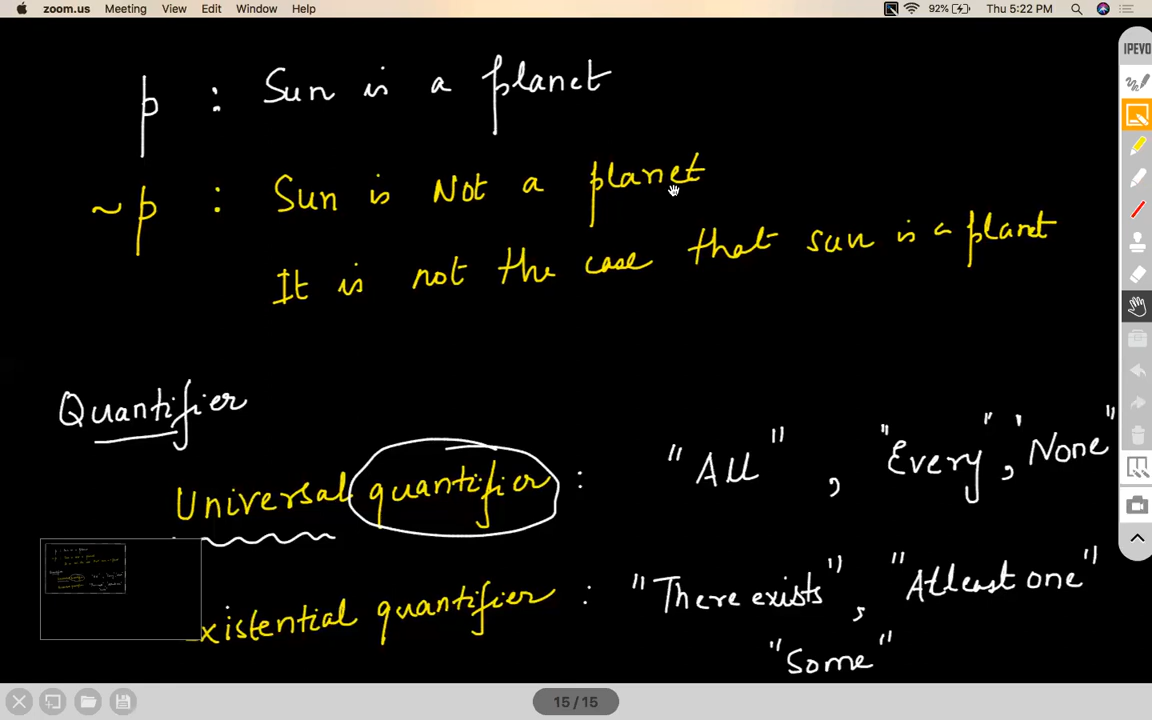 zoom.us Meeting View Edit Window Help 92% Thu 5:22 PM
IPEVO
p : Sun is a planet
~p : Sun is Not a planet
It is not the case that sun is a planet
Quantifier
Universal quantifier : "All", "Every", 'None"
xistential quantifier : "There exists", "Atleast one"
"Some"
15 / 15